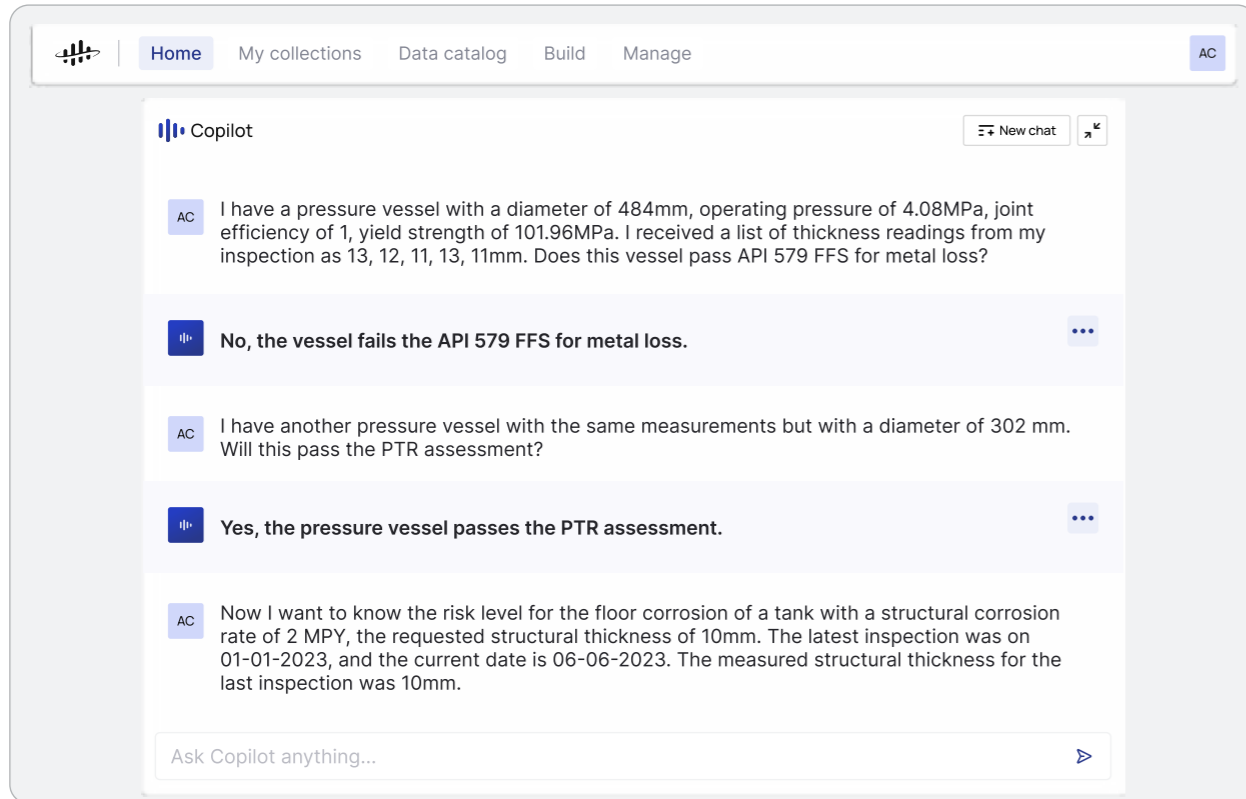 Home My collections Data catalog Build Manage AC
Copilot New chat
AC
I have a pressure vessel with a diameter of 484mm, operating pressure of 4.08MPa, joint
efficiency of 1, yield strength of 101.96MPa. I received a list of thickness readings from my
inspection as 13, 12, 11, 13, 11mm. Does this vessel pass API 579 FFS for metal loss?
No, the vessel fails the API 579 FFS for metal loss.
AC
I have another pressure vessel with the same measurements but with a diameter of 302 mm.
Will this pass the PTR assessment?
Yes, the pressure vessel passes the PTR assessment.
AC
Now I want to know the risk level for the floor corrosion of a tank with a structural corrosion
rate of 2 MPY, the requested structural thickness of 10mm. The latest inspection was on
01-01-2023, and the current date is 06-06-2023. The measured structural thickness for the
last inspection was 10mm.
Ask Copilot anything...